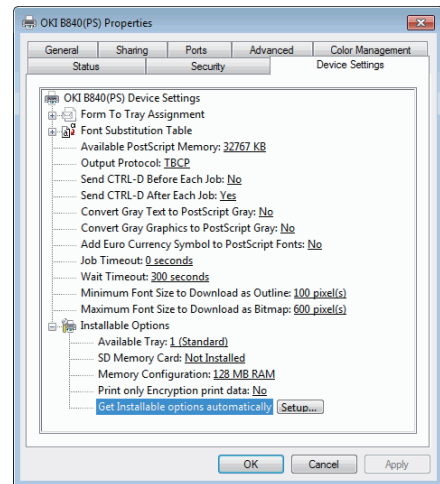 OKI B840(PS) Properties
General Sharing Ports Advanced Color Management
Status Security Device Settings
OKI B840(PS) Device Settings
Form To Tray Assignment
Font Substitution Table
Available PostScript Memory: 32767 KB
Output Protocol: TBCP
Send CTRL-D Before Each Job: No
Send CTRL-D After Each Job: Yes
Convert Gray Text to PostScript Gray: No
Convert Gray Graphics to PostScript Gray: No
Add Euro Currency Symbol to PostScript Fonts: No
Job Timeout: 0 seconds
Wait Timeout: 300 seconds
Minimum Font Size to Download as Outline: 100 pixel(s)
Maximum Font Size to Download as Bitmap: 600 pixel(s)
Installable Options
Available Tray: 1 (Standard)
SD Memory Card: Not Installed
Memory Configuration: 128 MB RAM
Print only Encryption print data: No
Get Installable options automatically Setup...
OK Cancel Apply